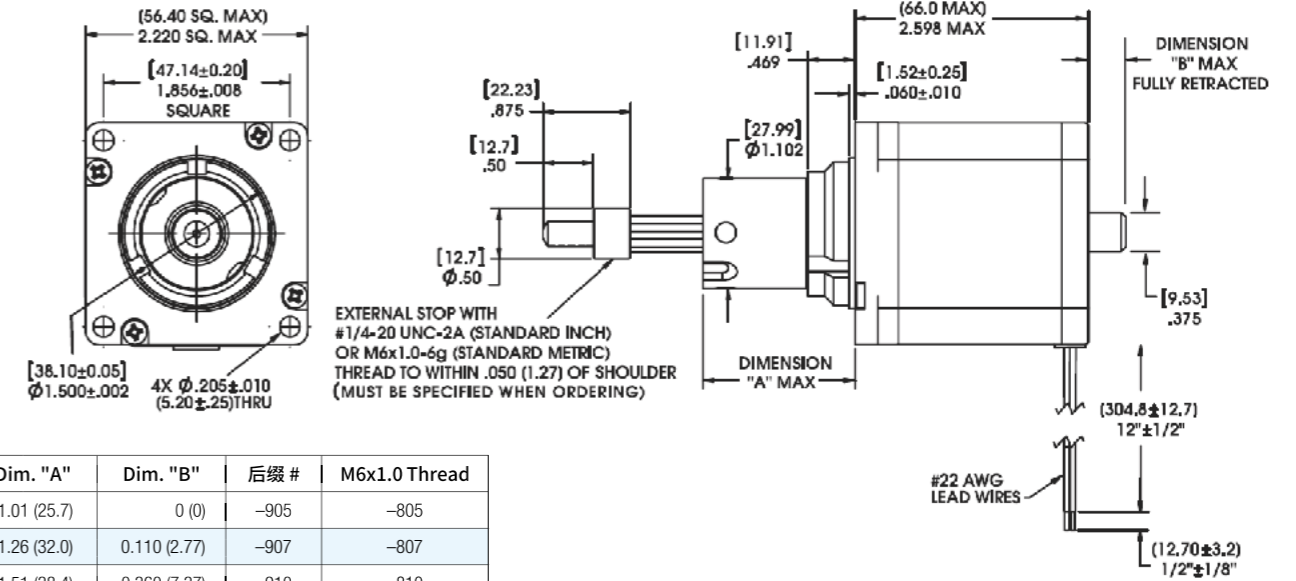 (56.40 SQ. MAX)
2.220 SQ. MAX
[47.14±0.20]
1.856±.008
SQUARE
[38.10±0.05]
Ø1.500±.002
4X Ø.205±.010
(5.20±.25)THRU
[22.23]
.875
[12.7]
.50
[12.7]
Ø.50
EXTERNAL STOP WITH
#1/4-20 UNC-2A (STANDARD INCH)
OR M6x1.0-6g (STANDARD METRIC)
THREAD TO WITHIN .050 (1.27) OF SHOULDER
(MUST BE SPECIFIED WHEN ORDERING)
(66.0 MAX)
2.598 MAX
[11.91]
.469
[1.52±0.25]
.060±.010
[27.99]
Ø1.102
DIMENSION
"B" MAX
FULLY RETRACTED
[9.53]
.375
DIMENSION
"A" MAX
(304.8±12.7)
12"±1/2"
#22 AWG
LEAD WIRES
(12.70±3.2)
1/2"±1/8"
Dim. "A" Dim. "B" 后缀 # M6x1.0 Thread
1.01 (25.7) 0 (0) –905 –805
1.26 (32.0) 0.110 (2.77) –907 –807